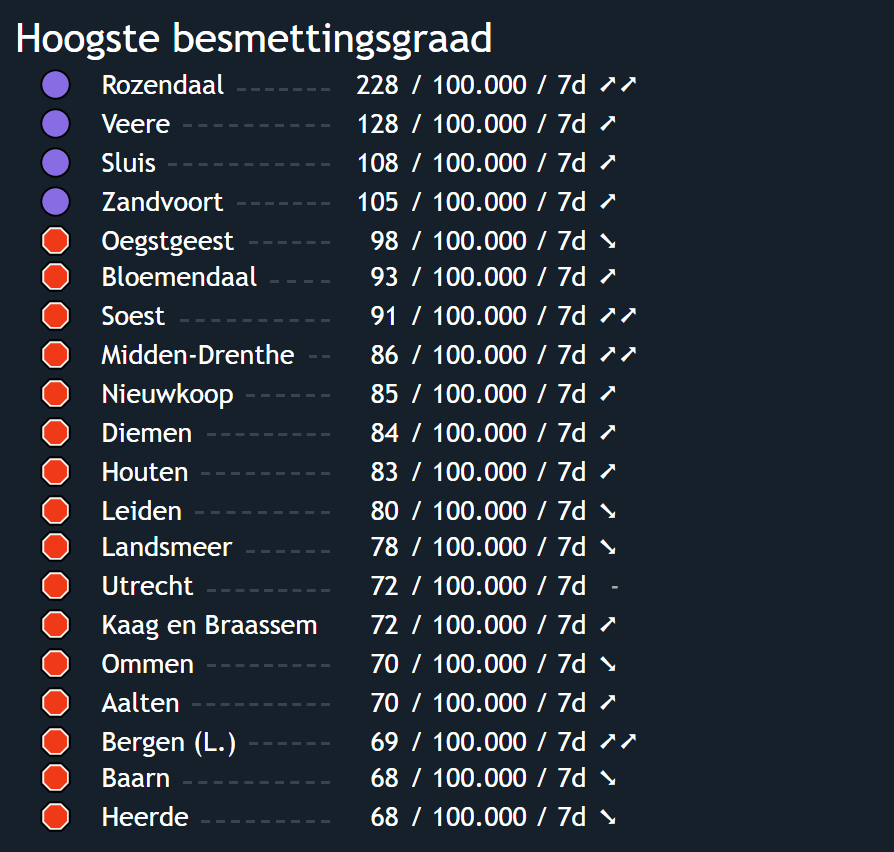 Hoogste besmettingsgraad
Rozendaal 228 / 100.000 / 7d ➚➚
Veere 128 / 100.000 / 7d ➚
Sluis 108 / 100.000 / 7d ➚
Zandvoort 105 / 100.000 / 7d ➚
Oegstgeest 98 / 100.000 / 7d ➘
Bloemendaal 93 / 100.000 / 7d ➚
Soest 91 / 100.000 / 7d ➚➚
Midden-Drenthe 86 / 100.000 / 7d ➚➚
Nieuwkoop 85 / 100.000 / 7d ➚
Diemen 84 / 100.000 / 7d ➚
Houten 83 / 100.000 / 7d ➚
Leiden 80 / 100.000 / 7d ➘
Landsmeer 78 / 100.000 / 7d ➘
Utrecht 72 / 100.000 / 7d -
Kaag en Braassem 72 / 100.000 / 7d ➚
Ommen 70 / 100.000 / 7d ➘
Aalten 70 / 100.000 / 7d ➚
Bergen (L.) 69 / 100.000 / 7d ➚➚
Baarn 68 / 100.000 / 7d ➘
Heerde 68 / 100.000 / 7d ➘